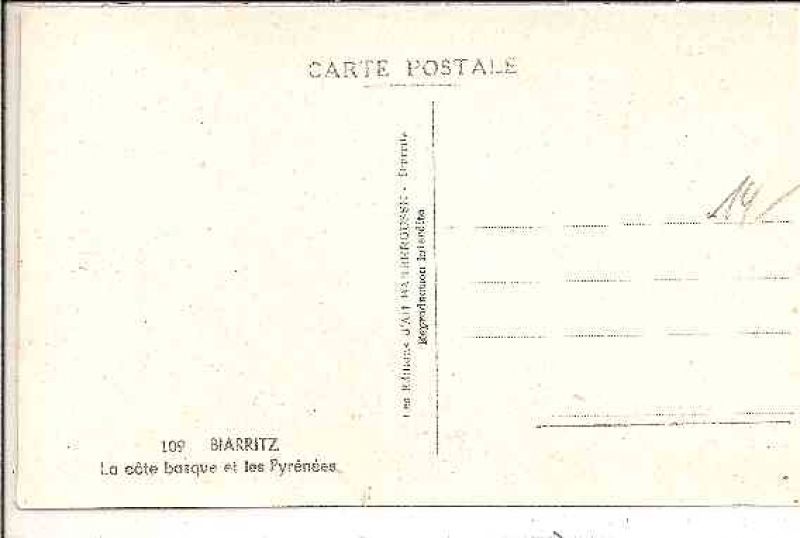 CARTE POSTALE
Les Editions d'Art
Reproduction Interdite
109 BIARRITZ
La côte basque et les Pyrénées.